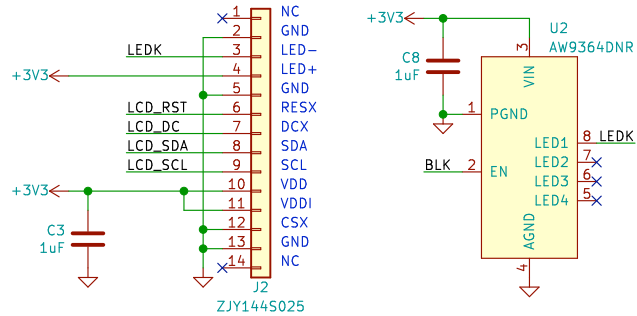 1 NC
2 GND
LEDK 3 LED-
+3V3 4 LED+
5 GND
LCD_RST 6 RESX
LCD_DC 7 DCX
LCD_SDA 8 SDA
LCD_SCL 9 SCL
+3V3 10 VDD
11 VDDI
12 CSX
13 GND
14 NC
C3
1uF
J2
ZJY144S025
+3V3
C8
1uF
U2
AW9364DNR
3
VIN
1 PGND
LED1 8 LEDK
LED2 7
BLK 2 EN
LED3 6
LED4 5
AGND
4